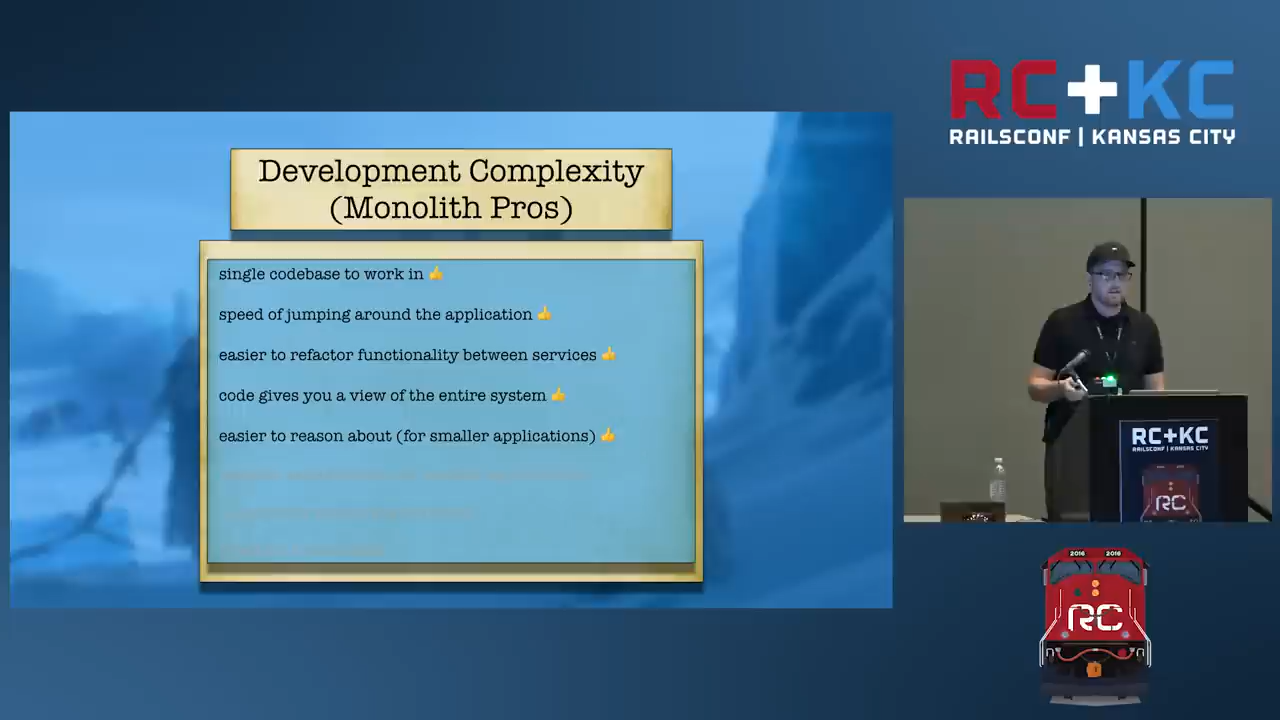 RC+KC
RAILSCONF | KANSAS CITY
Development Complexity
(Monolith Pros)
single codebase to work in 👍
speed of jumping around the application 👍
easier to refactor functionality between services 👍
code gives you a view of the entire system 👍
easier to reason about (for smaller applications) 👍
RC+KC
RAILSCONF | KANSAS CITY
RC
2016 2016
RC